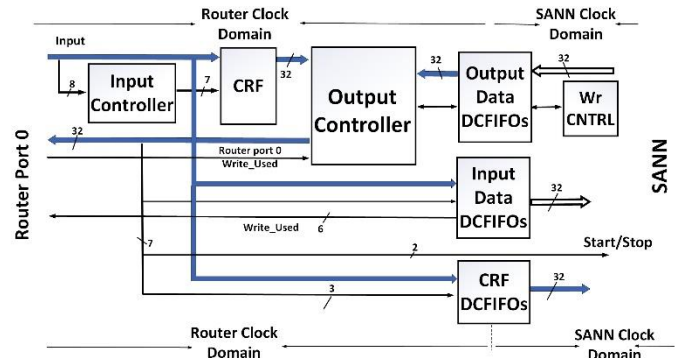 Router Clock
Domain
SANN Clock
Domain
Input
8
Input
Controller
7
CRF
32
Output
Controller
32
Output
Data
DCFIFOs
32
Wr
CNTRL
32
Router port 0
Write_Used
Router Port 0
SANN
Input
Data
DCFIFOs
32
Write_Used
6
7
2
Start/Stop
3
CRF
DCFIFOs
32
Router Clock
Domain
SANN Clock
Domain